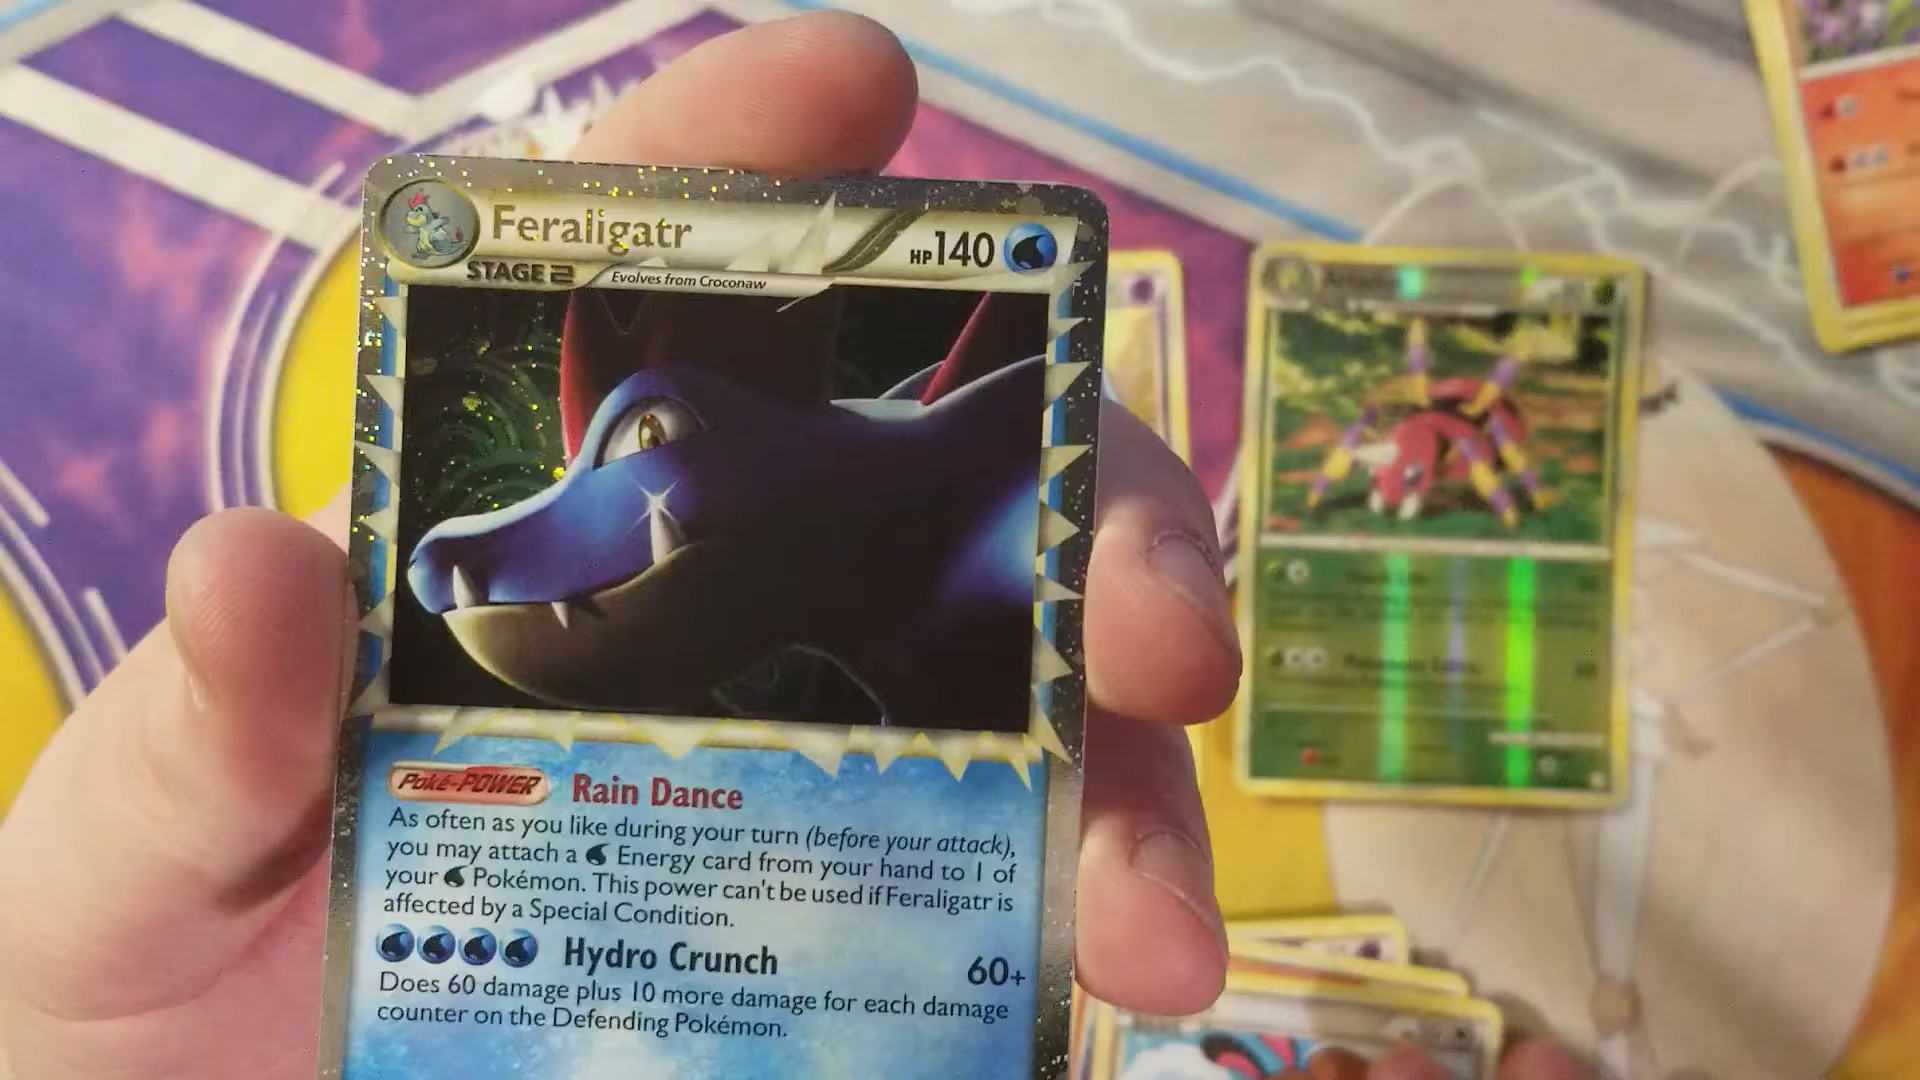 Feraligatr
HP140
STAGE 2
Evolves from Croconaw
Poké-POWER Rain Dance
As often as you like during your turn (before your attack),
you may attach a Energy card from your hand to 1 of
your Pokémon. This power can't be used if Feraligatr is
affected by a Special Condition.
Hydro Crunch 60+
Does 60 damage plus 10 more damage for each damage
counter on the Defending Pokémon.